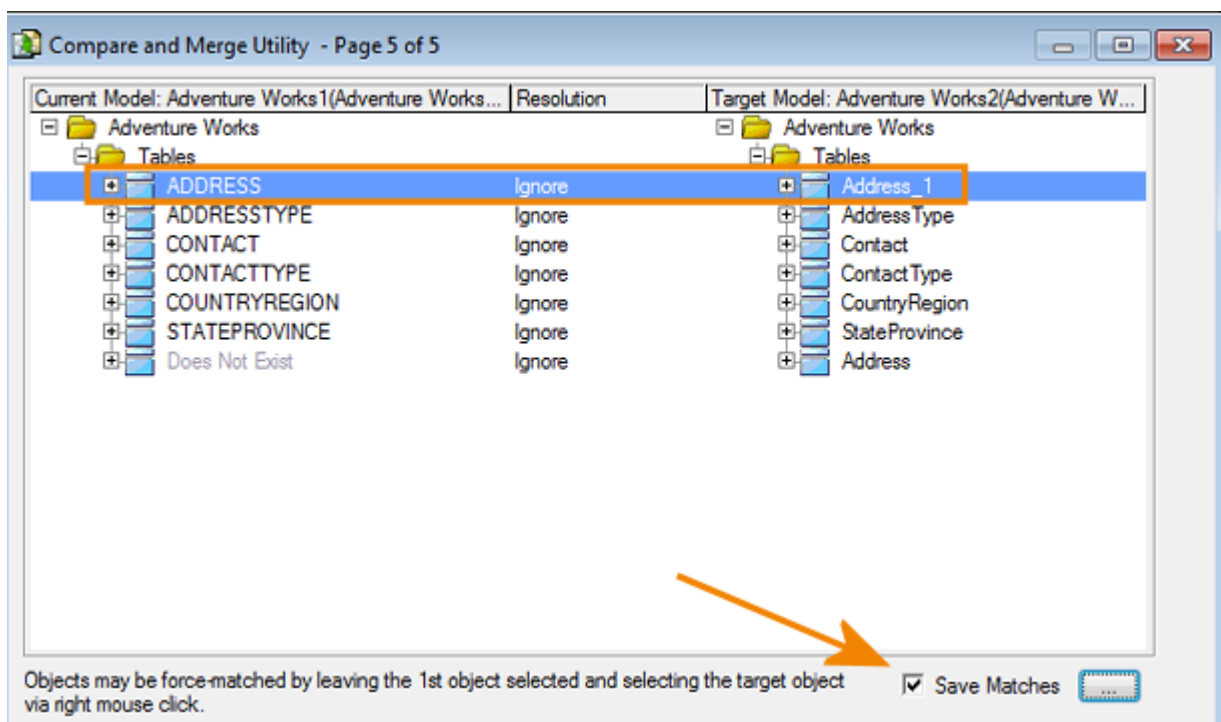 Compare and Merge Utility - Page 5 of 5
Current Model: Adventure Works1(Adventure Works... Resolution Target Model: Adventure Works2(Adventure W...
Adventure Works Adventure Works
Tables Tables
ADDRESS Ignore Address_1
ADDRESSTYPE Ignore AddressType
CONTACT Ignore Contact
CONTACTTYPE Ignore ContactType
COUNTRYREGION Ignore CountryRegion
STATEPROVINCE Ignore StateProvince
Does Not Exist Ignore Address
Objects may be force-matched by leaving the 1st object selected and selecting the target object
via right mouse click.
Save Matches ...